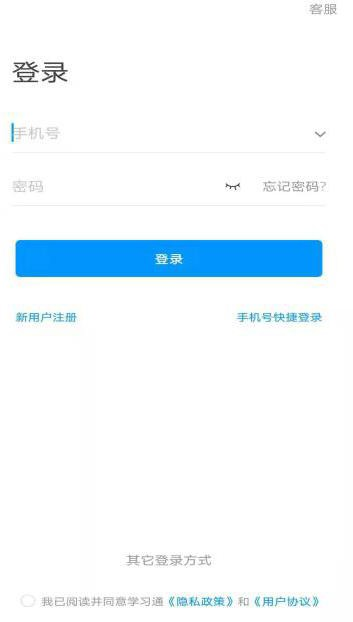 客服
登录
手机号
密码 忘记密码?
登录
新用户注册 手机号快捷登录
其它登录方式
我已阅读并同意学习通《隐私政策》和《用户协议》